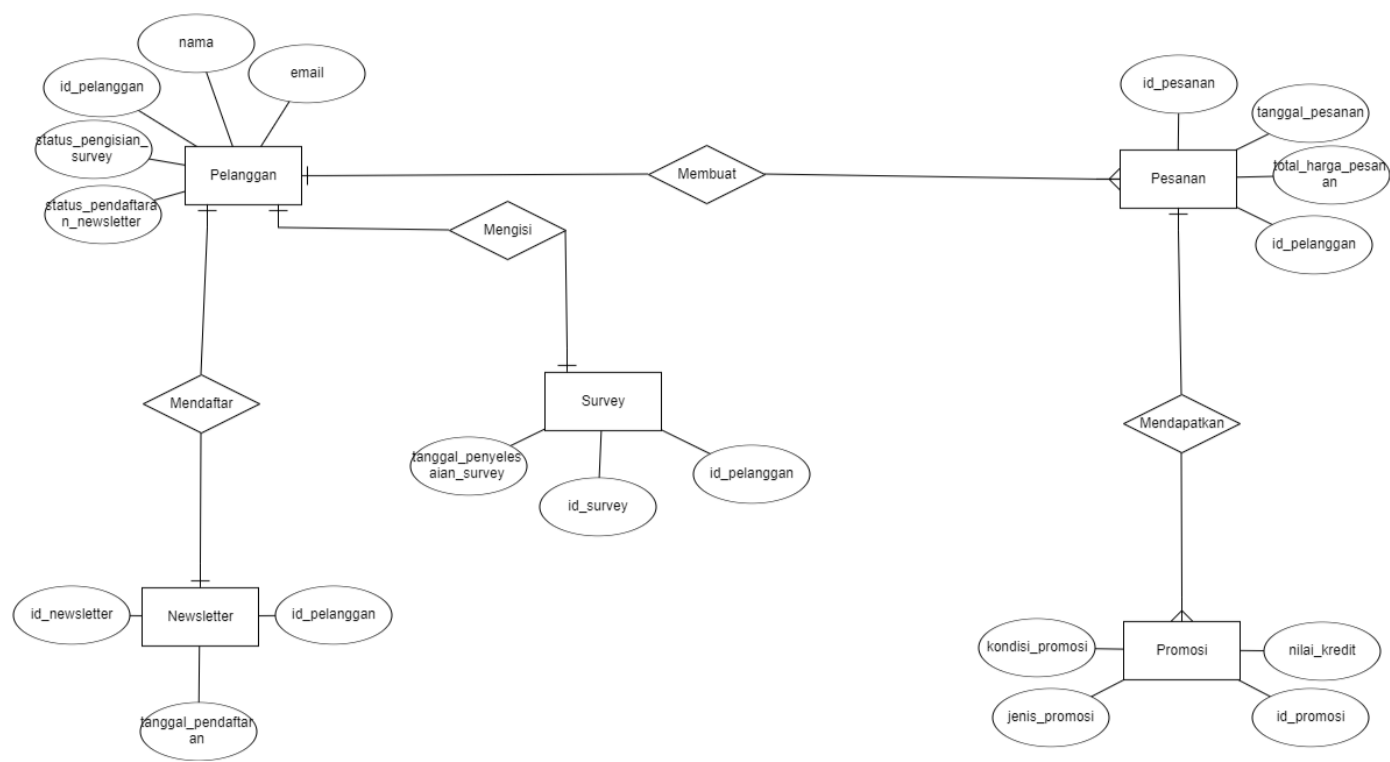 nama
email
id_pelanggan
status_pengisian_
survey
status_pendaftara
n_newsletter
Pelanggan
Membuat
id_pesanan
tanggal_pesanan
total_harga_pesan
an
id_pelanggan
Pesanan
Mengisi
Mendaftar
Survey
tanggal_penyeles
aian_survey
id_survey
id_pelanggan
Mendapatkan
id_newsletter
Newsletter
id_pelanggan
tanggal_pendaftar
an
kondisi_promosi
Promosi
nilai_kredit
jenis_promosi
id_promosi